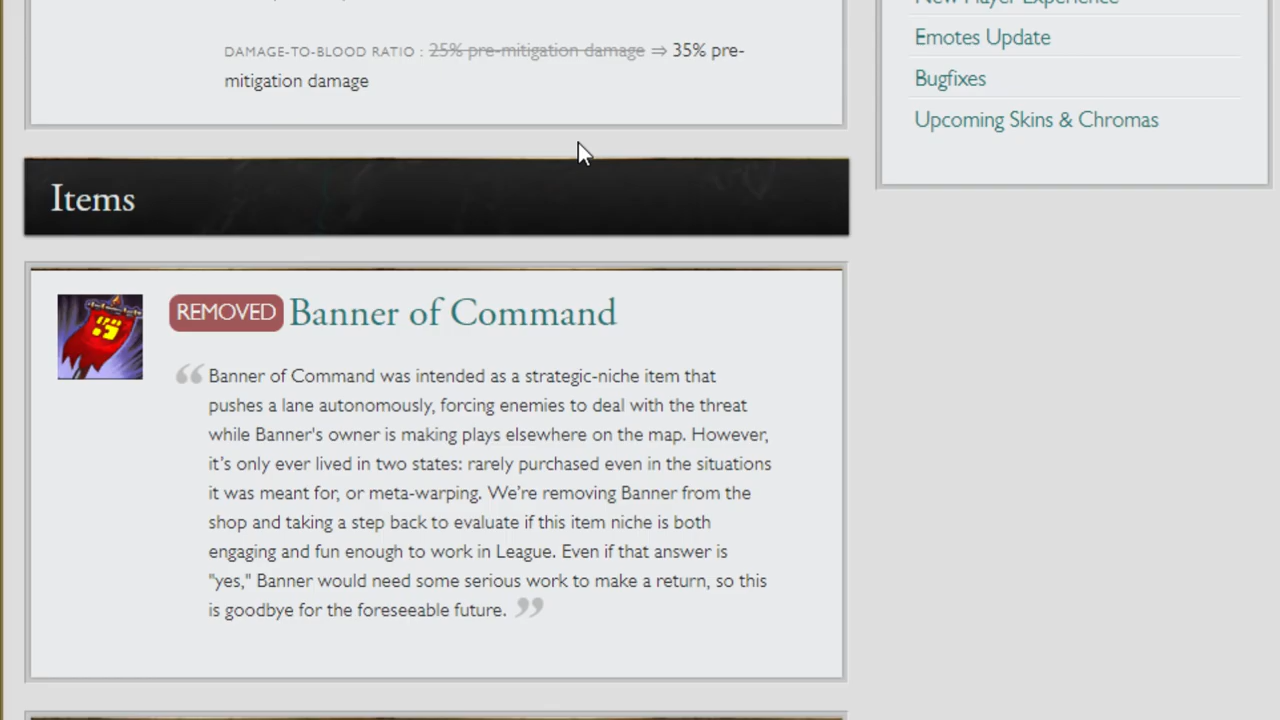 New Player Experience
DAMAGE-TO-BLOOD RATIO : 25% pre-mitigation damage ⇒ 35% pre-
mitigation damage
Emotes Update
Bugfixes
Upcoming Skins & Chromas
Items
REMOVED Banner of Command
“ Banner of Command was intended as a strategic-niche item that
pushes a lane autonomously, forcing enemies to deal with the threat
while Banner's owner is making plays elsewhere on the map. However,
it’s only ever lived in two states: rarely purchased even in the situations
it was meant for, or meta-warping. We’re removing Banner from the
shop and taking a step back to evaluate if this item niche is both
engaging and fun enough to work in League. Even if that answer is
"yes," Banner would need some serious work to make a return, so this
is goodbye for the foreseeable future. ”